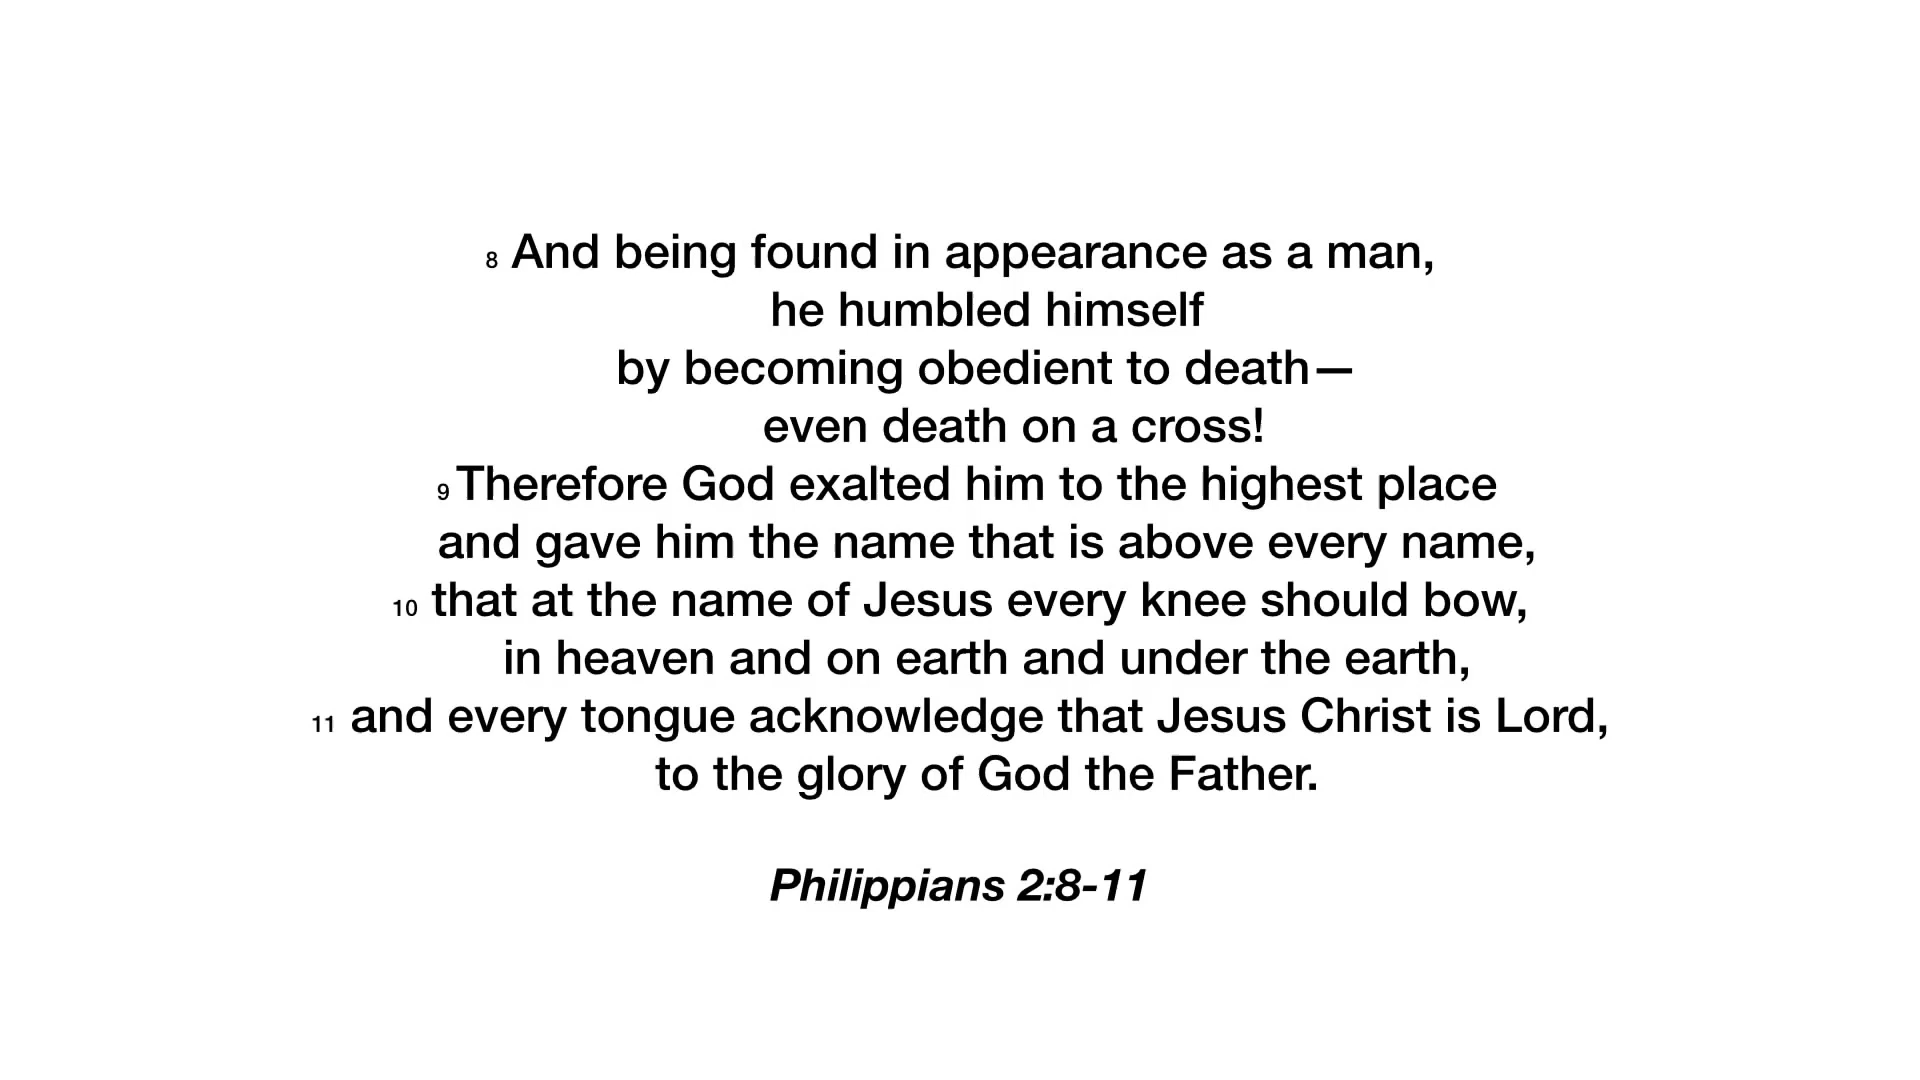 8 And being found in appearance as a man,
he humbled himself
by becoming obedient to death—
even death on a cross!
9 Therefore God exalted him to the highest place
and gave him the name that is above every name,
10 that at the name of Jesus every knee should bow,
in heaven and on earth and under the earth,
11 and every tongue acknowledge that Jesus Christ is Lord,
to the glory of God the Father.
Philippians 2:8-11